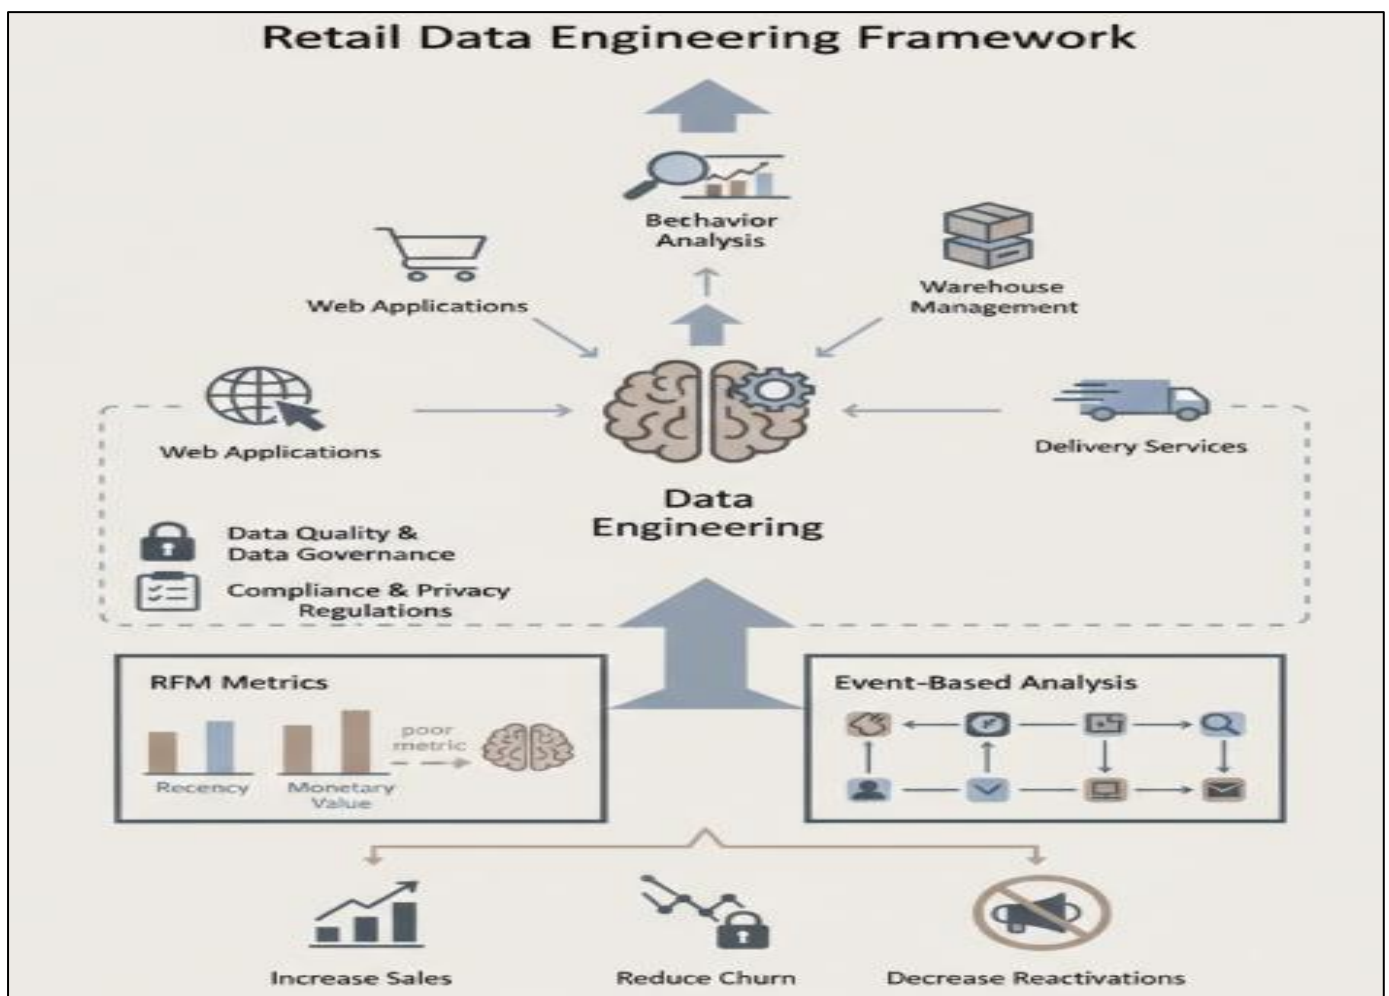 Retail Data Engineering Framework
Bechavior
Analysis
Web Applications
Warehouse
Management
Web Applications
Delivery Services
Data
Engineering
Data Quality &
Data Governance
Compliance & Privacy
Regulations
RFM Metrics
poor
metric
Recency
Monetary
Value
Event-Based Analysis
Increase Sales
Reduce Churn
Decrease Reactivations